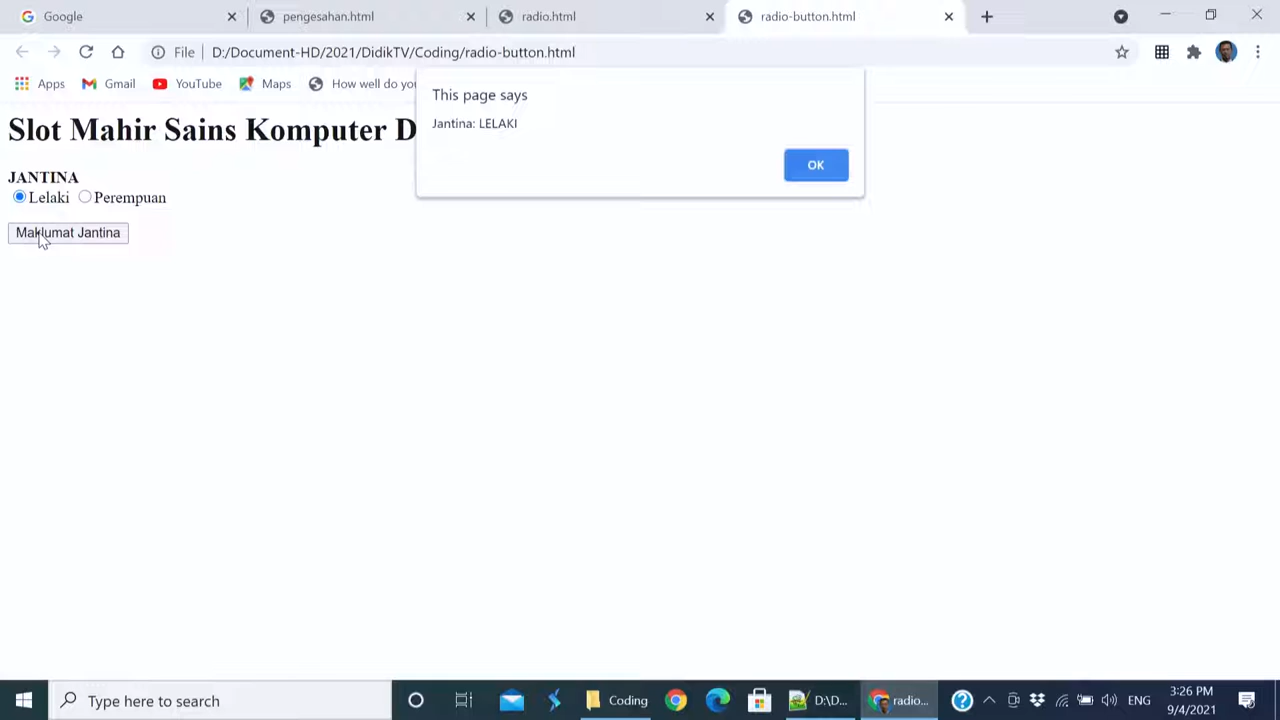 Google
pengesahan.html
radio.html
radio-button.html
File
D:/Document-HD/2021/DidikTV/Coding/radio-button.html
Apps
Gmail
YouTube
Maps
How well do you
This page says
Jantina: LELAKI
OK
Slot Mahir Sains Komputer D
JANTINA
Lelaki Perempuan
Maklumat Jantina
Type here to search
Coding
D:\D...
radio...
ENG
3:26 PM
9/4/2021